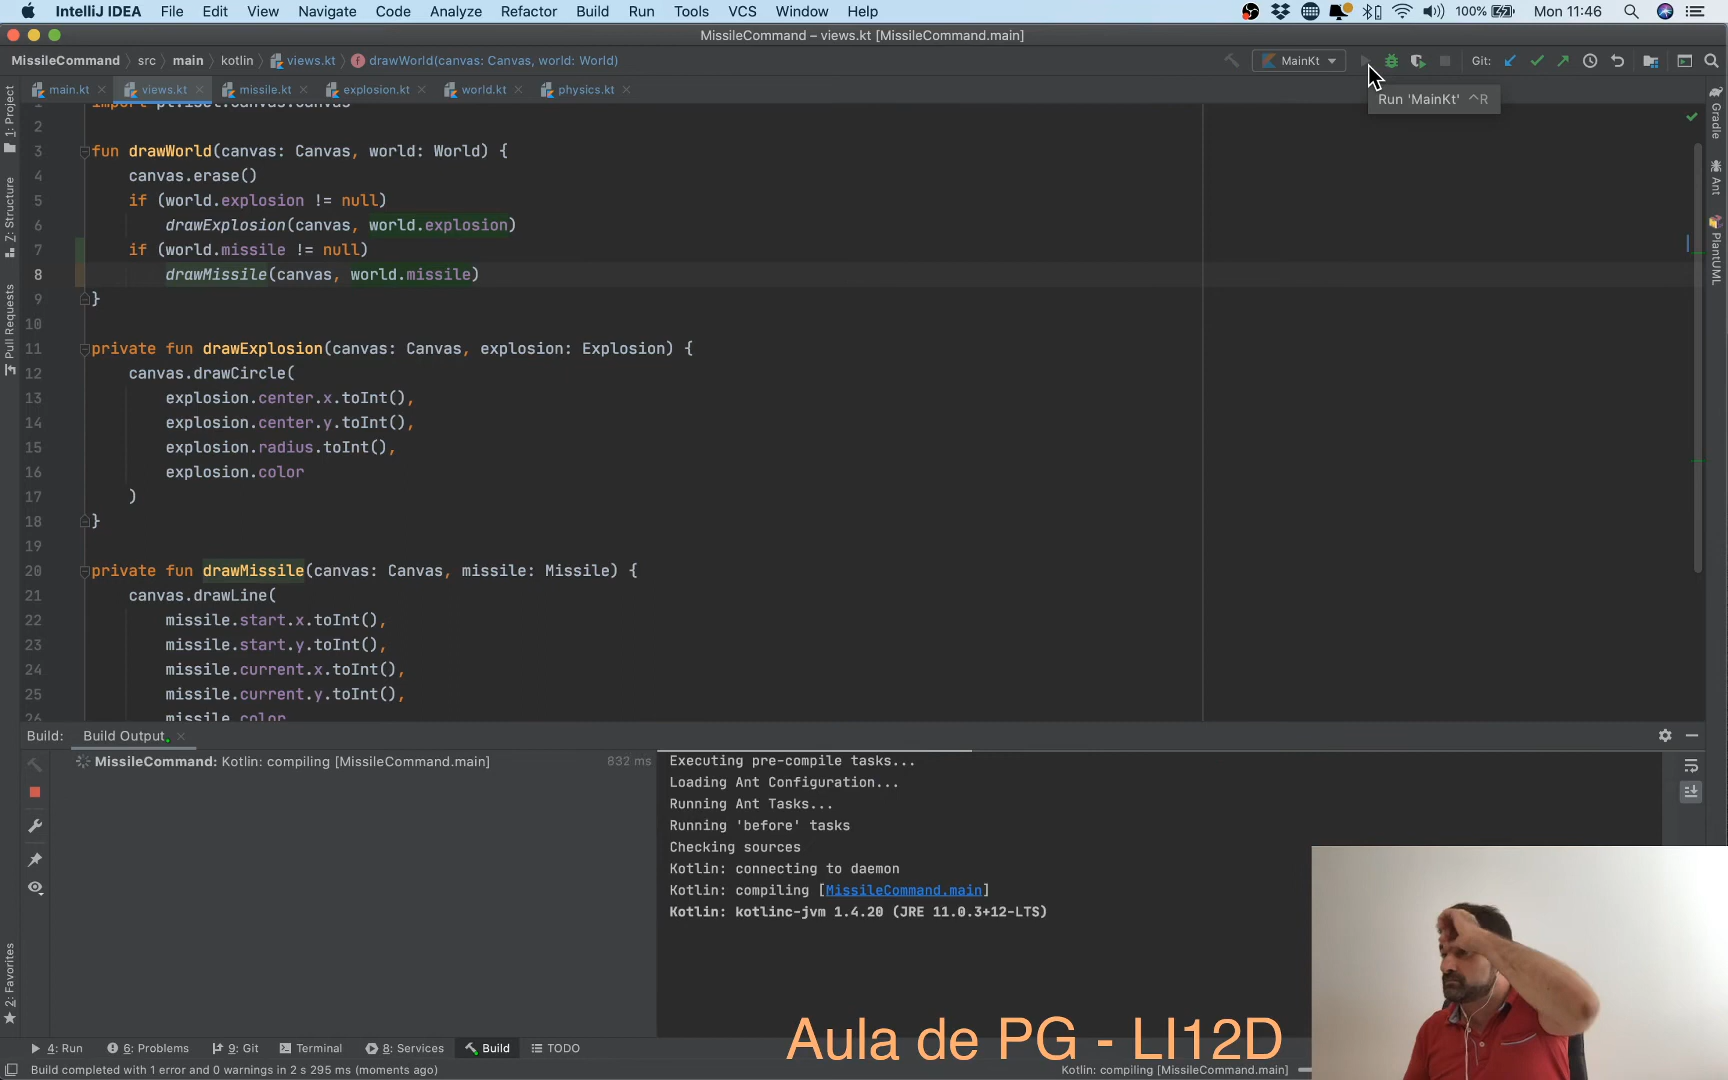 IntelliJ IDEA File Edit View Navigate Code Analyze Refactor Build Run Tools VCS Window Help 100% Mon 11:46
MissileCommand – views.kt [MissileCommand.main]
MissileCommand src main kotlin views.kt drawWorld(canvas: Canvas, world: World) MainKt Git:
main.kt views.kt missile.kt explosion.kt world.kt physics.kt
Run 'MainKt' ^R
1: Project
7: Structure
Pull Requests
2: Favorites
Gradle
Ant
PlantUML
1 import pt.isel.canvas.Canvas
2
3 fun drawWorld(canvas: Canvas, world: World) {
4 canvas.erase()
5 if (world.explosion != null)
6 drawExplosion(canvas, world.explosion)
7 if (world.missile != null)
8 drawMissile(canvas, world.missile)
9 }
10
11 private fun drawExplosion(canvas: Canvas, explosion: Explosion) {
12 canvas.drawCircle(
13 explosion.center.x.toInt(),
14 explosion.center.y.toInt(),
15 explosion.radius.toInt(),
16 explosion.color
17 )
18 }
19
20 private fun drawMissile(canvas: Canvas, missile: Missile) {
21 canvas.drawLine(
22 missile.start.x.toInt(),
23 missile.start.y.toInt(),
24 missile.current.x.toInt(),
25 missile.current.y.toInt(),
26 missile.color
Build: Build Output
MissileCommand: Kotlin: compiling [MissileCommand.main] 832 ms
Executing pre-compile tasks...
Loading Ant Configuration...
Running Ant Tasks...
Running 'before' tasks
Checking sources
Kotlin: connecting to daemon
Kotlin: compiling [MissileCommand.main]
Kotlin: kotlinc-jvm 1.4.20 (JRE 11.0.3+12-LTS)
Aula de PG - LI12D
4: Run 6: Problems 9: Git Terminal 8: Services Build TODO
Build completed with 1 error and 0 warnings in 2 s 295 ms (moments ago) Kotlin: compiling [MissileCommand.main]